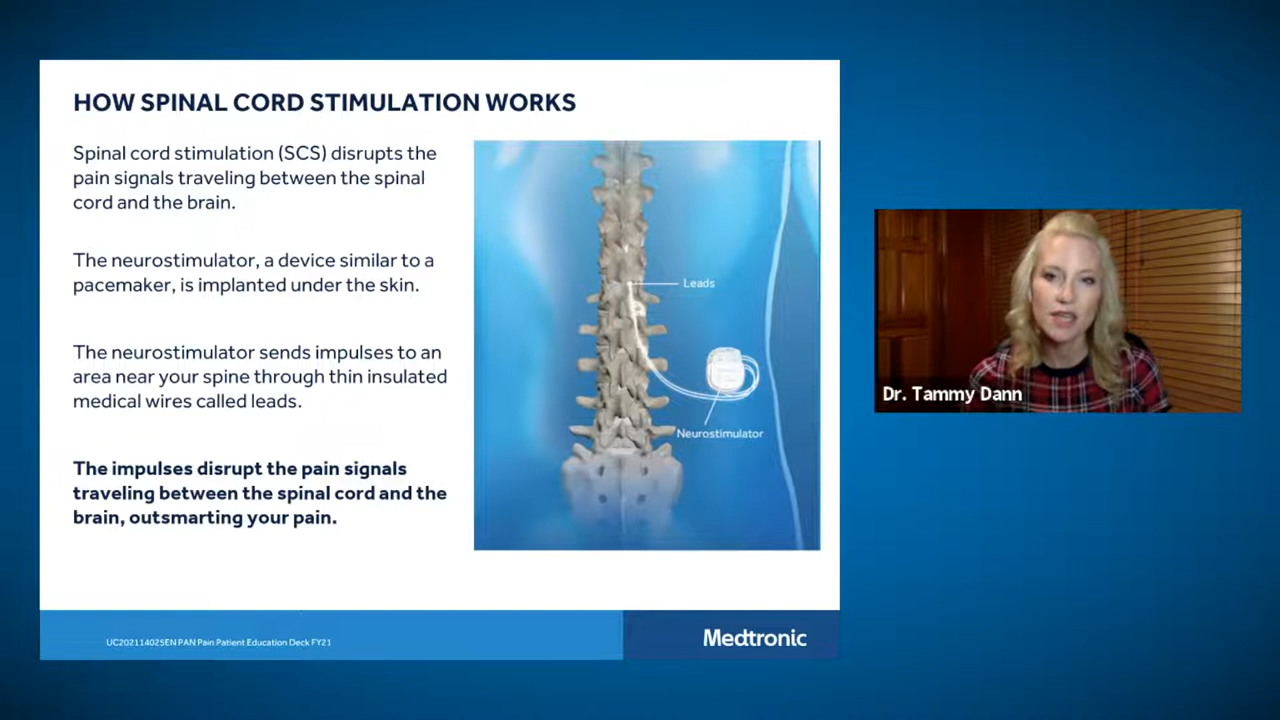 HOW SPINAL CORD STIMULATION WORKS
Spinal cord stimulation (SCS) disrupts the
pain signals traveling between the spinal
cord and the brain.
The neurostimulator, a device similar to a
pacemaker, is implanted under the skin.
The neurostimulator sends impulses to an
area near your spine through thin insulated
medical wires called leads.
The impulses disrupt the pain signals
traveling between the spinal cord and the
brain, outsmarting your pain.
Leads
Neurostimulator
Dr. Tammy Dann
UC202114025EN PAN Pain Patient Education Deck FY21
Medtronic